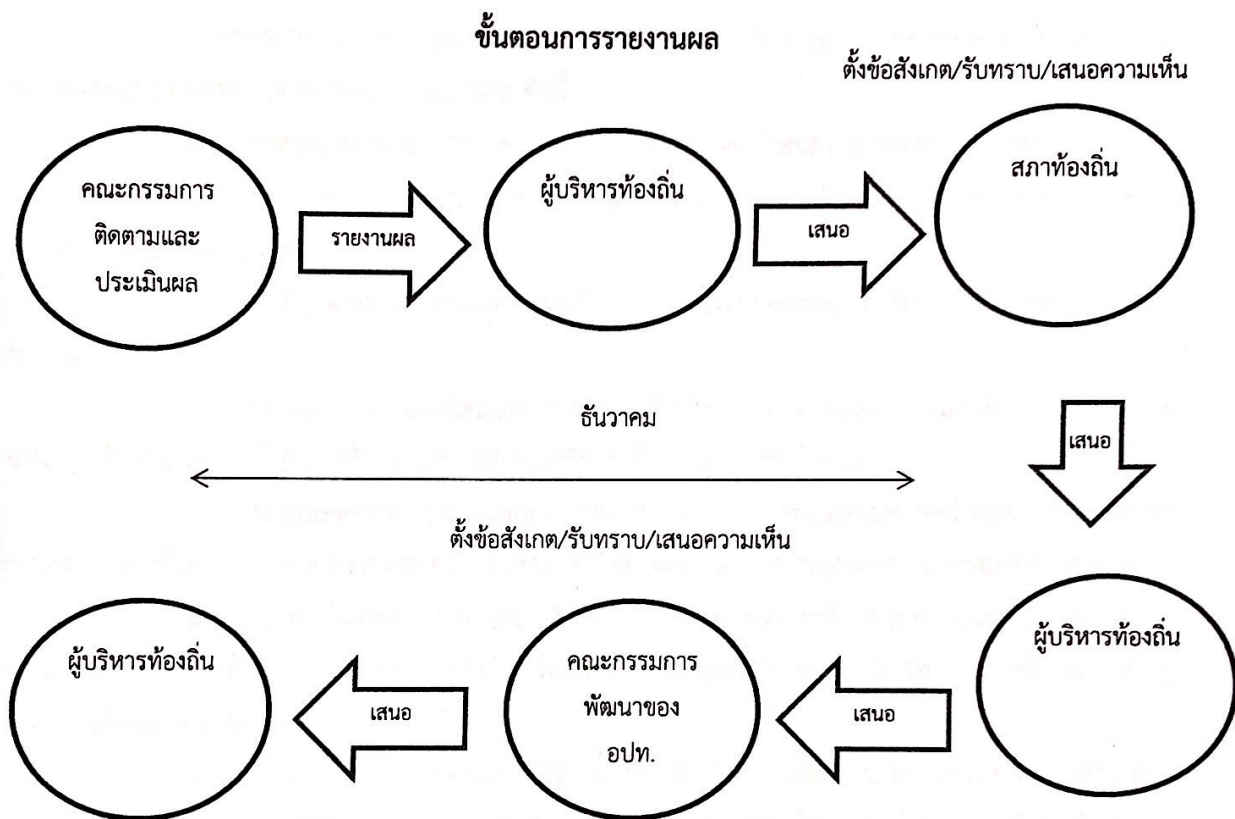 ขั้นตอนการรายงานผล
ตั้งข้อสังเกต/รับทราบ/เสนอความเห็น
คณะกรรมการ
ติดตามและ
ประเมินผล
รายงานผล
ผู้บริหารท้องถิ่น
เสนอ
สภาท้องถิ่น
เสนอ
ธันวาคม
ตั้งข้อสังเกต/รับทราบ/เสนอความเห็น
ผู้บริหารท้องถิ่น
เสนอ
คณะกรรมการ
พัฒนาของ
อปท.
เสนอ
ผู้บริหารท้องถิ่น